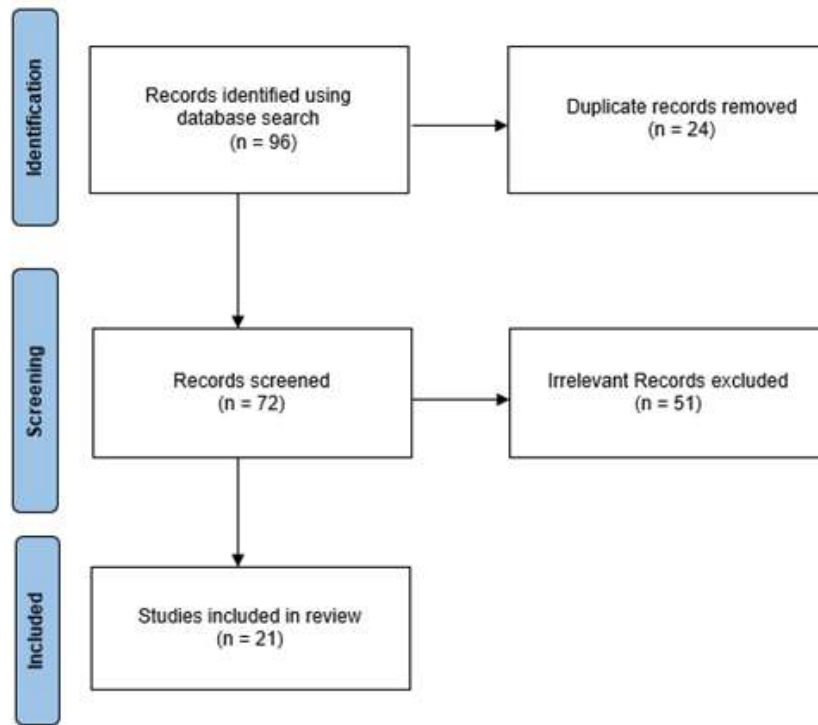 Identification
Records identified using
database search
(n = 96)
Duplicate records removed
(n = 24)
Screening
Records screened
(n = 72)
Irrelevant Records excluded
(n = 51)
Included
Studies included in review
(n = 21)